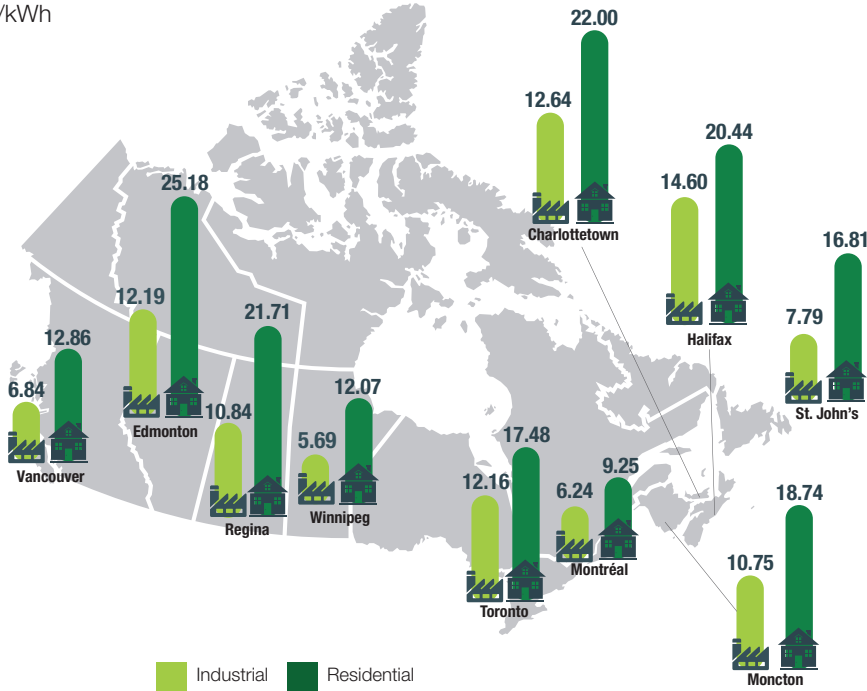 /kWh
22.00
12.64
Charlottetown
20.44
14.60
Halifax
16.81
7.79
St. John's
25.18
12.19
Edmonton
12.86
6.84
Vancouver
21.71
10.84
Regina
12.07
5.69
Winnipeg
17.48
12.16
Toronto
9.25
6.24
Montréal
18.74
10.75
Moncton
Industrial Residential